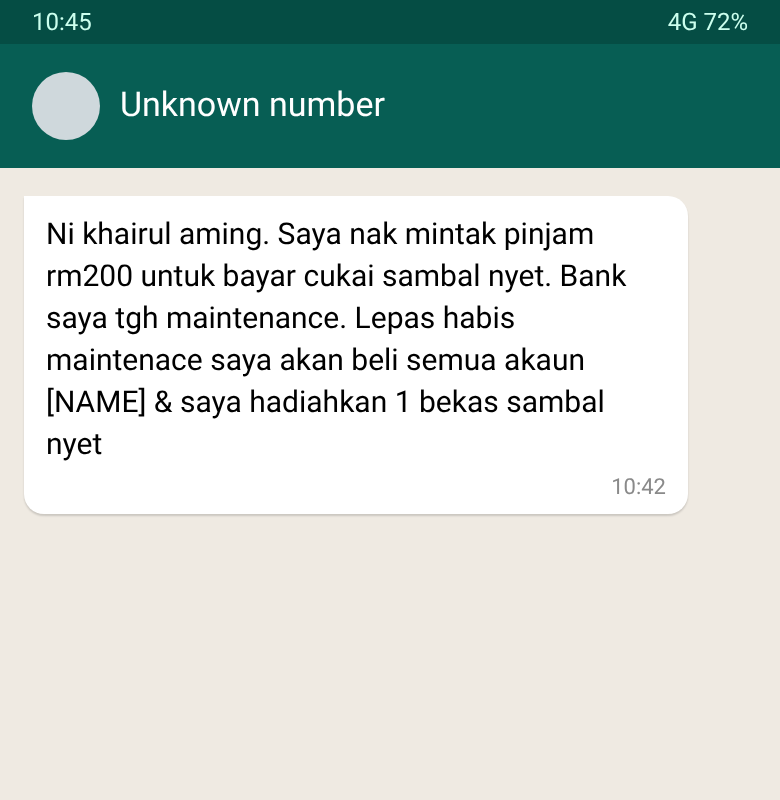 10:45
4G 72%
Unknown number
Ni khairul aming. Saya nak mintak pinjam
rm200 untuk bayar cukai sambal nyet. Bank
saya tgh maintenance. Lepas habis
maintenace saya akan beli semua akaun
[NAME] & saya hadiahkan 1 bekas sambal
nyet
10:42